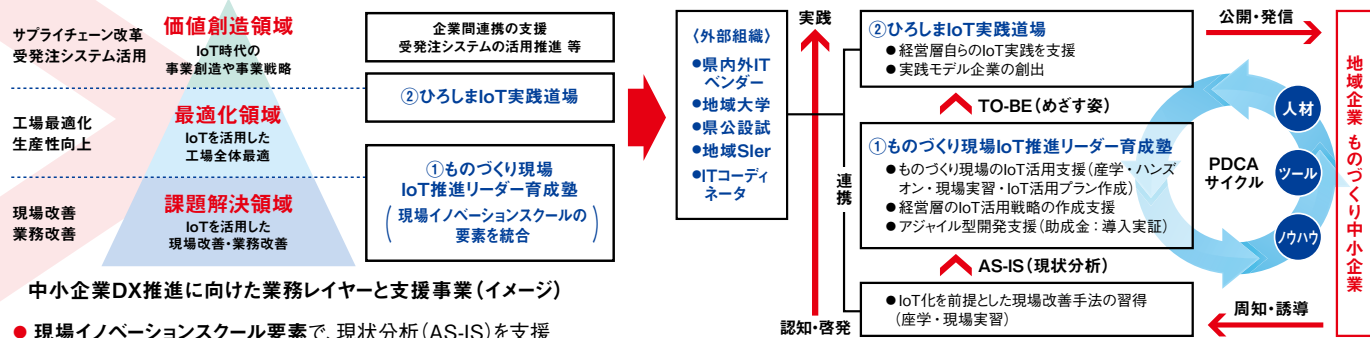 サプライチェーン改革
受発注システム活用
価値創造領域
IoT時代の
事業創造や事業戦略
企業間連携の支援
受発注システムの活用推進 等
工場最適化
生産性向上
最適化領域
IoTを活用した
工場全体最適
②ひろしまIoT実践道場
現場改善
業務改善
課題解決領域
IoTを活用した
現場改善・業務改善
①ものづくり現場
IoT推進リーダー育成塾
(現場イノベーションスクールの
要素を統合)
中小企業DX推進に向けた業務レイヤーと支援事業(イメージ)
● 現場イノベーションスクール要素で、現状分析(AS-IS)を支援
〈外部組織〉
●県内外IT
ベンダー
●地域大学
●県公設試
●地域SIer
●ITコーディ
ネータ
実践
認知・啓発
連携
②ひろしまIoT実践道場
●経営層自らのIoT実践を支援
●実践モデル企業の創出
TO-BE(めざす姿)
①ものづくり現場IoT推進リーダー育成塾
●ものづくり現場のIoT活用支援(産学・ハンズ
オン・現場実習・IoT活用プラン作成)
●経営層のIoT活用戦略の作成支援
●アジャイル型開発支援(助成金:導入実証)
AS-IS(現状分析)
●IoT化を前提とした現場改善手法の習得
(座学・現場実習)
公開・発信
PDCA
サイクル
人材
ツール
ノウハウ
周知・誘導
地域企業 ものづくり中小企業